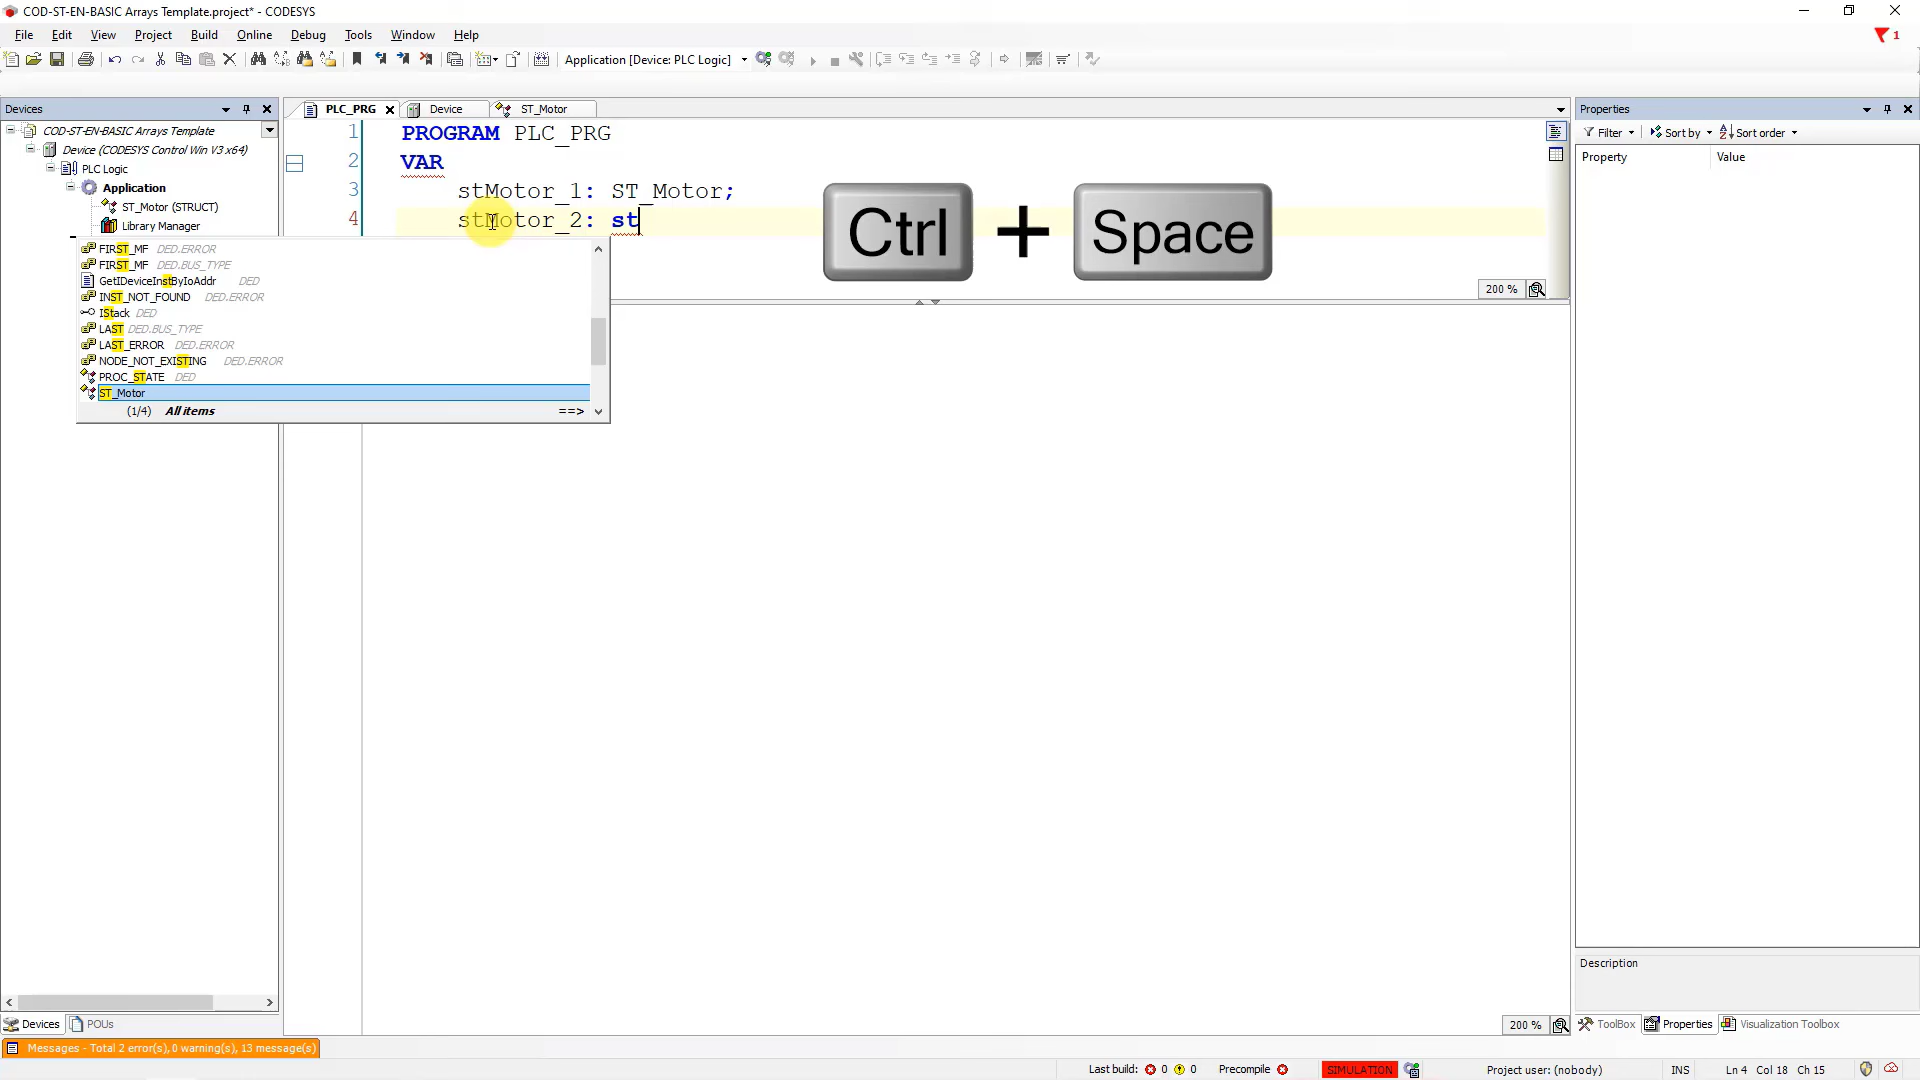 COD-ST-EN-BASIC Arrays Template.project* - CODESYS
File Edit View Project Build Online Debug Tools Window Help
1
Application [Device: PLC Logic]
Devices
COD-ST-EN-BASIC Arrays Template
Device (CODESYS Control Win V3 x64)
PLC Logic
Application
ST_Motor (STRUCT)
Library Manager
PLC_PRG Device ST_Motor
1 PROGRAM PLC_PRG
2 VAR
3 stMotor_1: ST_Motor;
4 stMotor_2: st
Ctrl + Space
200 %
FIRST_MF DED.ERROR
FIRST_MF DED.BUS_TYPE
GetIDeviceInstByIoAddr DED
INST_NOT_FOUND DED.ERROR
IStack DED
LAST DED.BUS_TYPE
LAST_ERROR DED.ERROR
NODE_NOT_EXISTING DED.ERROR
PROC_STATE DED
ST_Motor
(1/4) All items ==>
200 %
Properties
Filter Sort by Sort order
Property Value
Description
Devices POUs
ToolBox Properties Visualization Toolbox
Messages - Total 2 error(s), 0 warning(s), 13 message(s)
Last build: 0 0 Precompile SIMULATION Project user: (nobody) INS Ln 4 Col 18 Ch 15